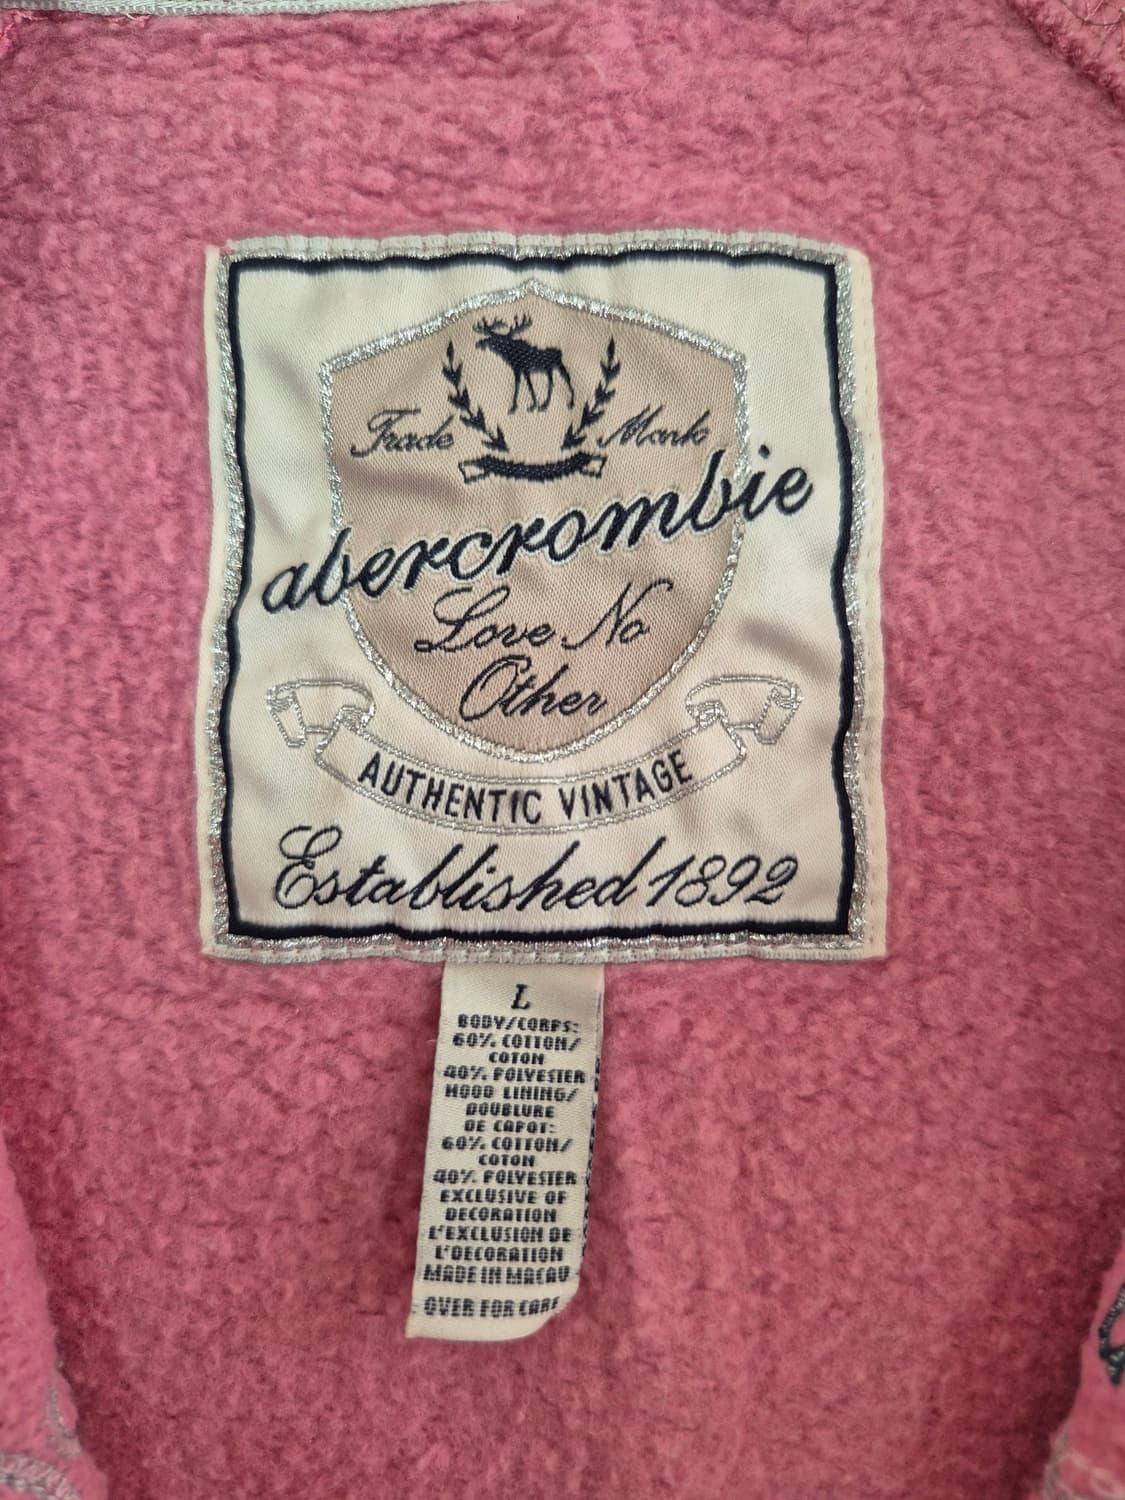 Trade Mark
abercrombie
Love No
Other
AUTHENTIC VINTAGE
Established 1892
L
BODY/CORPS:
60% COTTON/
COTON
40% POLYESTER
HOOD LINING/
DOUBLURE
DE CAPOT:
60% COTTON/
COTON
40% POLYESTER
EXCLUSIVE OF
DECORATION
L'EXCLUSION DE
L'DECORATION
MADE IN MACAU
OVER FOR CARE